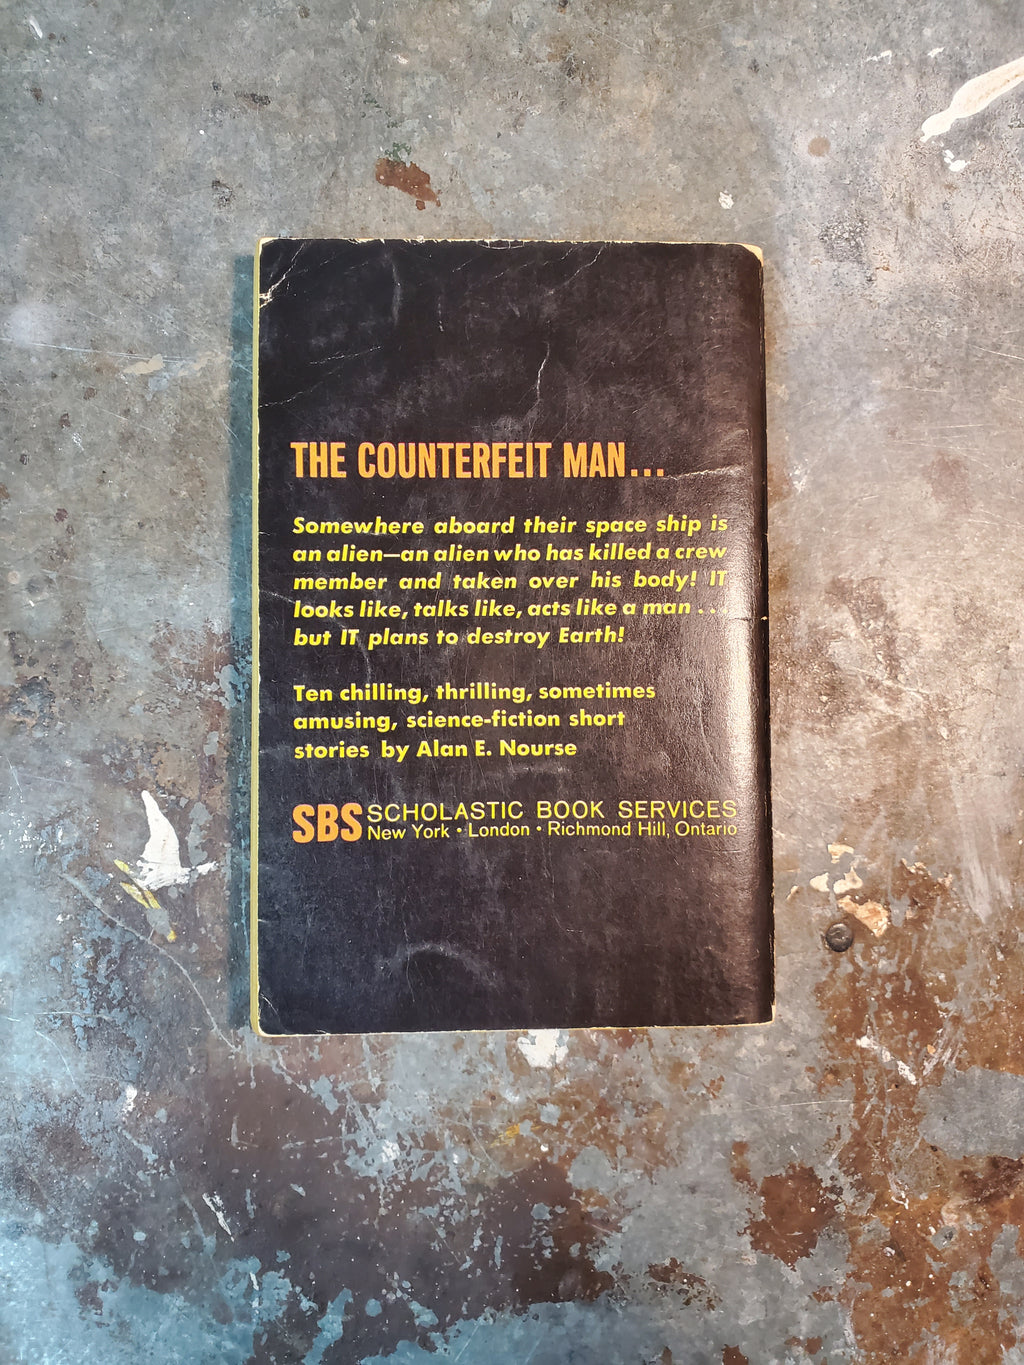 THE COUNTERFEIT MAN...
Somewhere aboard their space ship is
an alien—an alien who has killed a crew
member and taken over his body! IT
looks like, talks like, acts like a man ...
but IT plans to destroy Earth!
Ten chilling, thrilling, sometimes
amusing, science-fiction short
stories by Alan E. Nourse
SBS SCHOLASTIC BOOK SERVICES
New York • London • Richmond Hill, Ontario